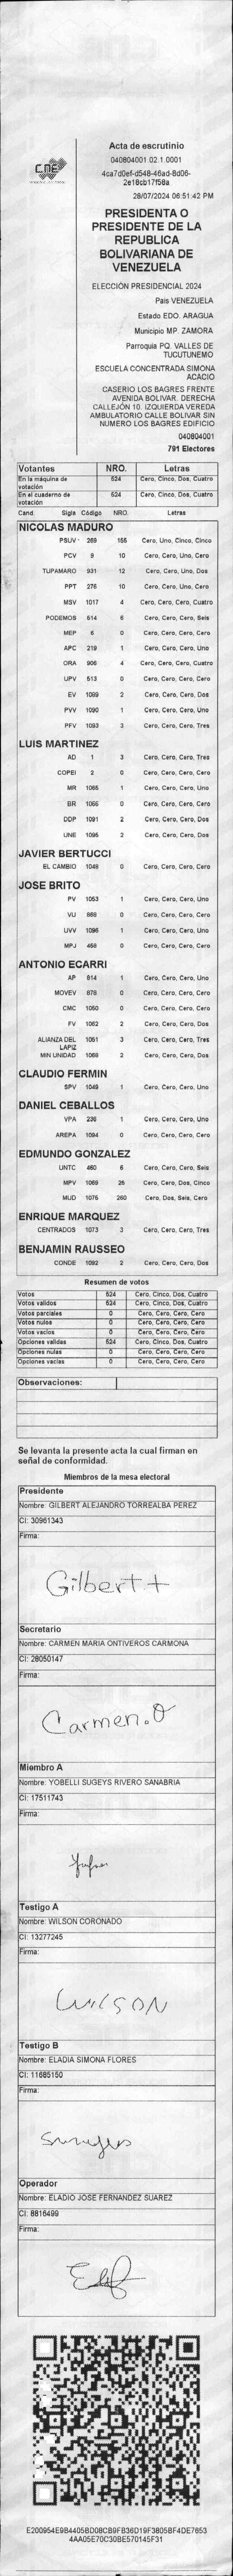 CNE
Acta de escrutinio
040804001.02.1.0001
4ca7d0ef-d548-46ad-8d06-
2e18cb17f56a
28/07/2024 06:51:42 PM
PRESIDENTA O
PRESIDENTE DE LA
REPUBLICA
BOLIVARIANA DE
VENEZUELA
ELECCIÓN PRESIDENCIAL 2024
Pais VENEZUELA
Estado EDO. ARAGUA
Municipio MP. ZAMORA
Parroquia PQ. VALLES DE
TUCUTUNEMO
ESCUELA CONCENTRADA SIMONA
ACACIO
CASERIO LOS BAGRES FRENTE
AVENIDA BOLIVAR. DERECHA
CALLEJÓN 10. IZQUIERDA VEREDA
AMBULATORIO CALLE BOLIVAR SIN
NUMERO LOS BAGRES EDIFICIO
040804001
791 Electores
Votantes NRO. Letras
En la máquina de votación 524 Cero, Cinco, Dos, Cuatro
En el cuaderno de votación 524 Cero, Cinco, Dos, Cuatro
Cand. Sigla Código NRO. Letras
NICOLAS MADURO
PSUV 269 155 Cero, Uno, Cinco, Cinco
PCV 9 10 Cero, Cero, Uno, Cero
TUPAMARO 931 12 Cero, Cero, Uno, Dos
PPT 276 10 Cero, Cero, Uno, Cero
MSV 1017 4 Cero, Cero, Cero, Cuatro
PODEMOS 514 6 Cero, Cero, Cero, Seis
MEP 6 0 Cero, Cero, Cero, Cero
APC 219 1 Cero, Cero, Cero, Uno
ORA 906 4 Cero, Cero, Cero, Cuatro
UPV 513 0 Cero, Cero, Cero, Cero
EV 1089 2 Cero, Cero, Cero, Dos
PVV 1090 1 Cero, Cero, Cero, Uno
PFV 1093 3 Cero, Cero, Cero, Tres
LUIS MARTINEZ
AD 1 3 Cero, Cero, Cero, Tres
COPEI 2 0 Cero, Cero, Cero, Cero
MR 1065 1 Cero, Cero, Cero, Uno
BR 1066 0 Cero, Cero, Cero, Cero
DDP 1091 2 Cero, Cero, Cero, Dos
UNE 1095 2 Cero, Cero, Cero, Dos
JAVIER BERTUCCI
EL CAMBIO 1048 0 Cero, Cero, Cero, Cero
JOSE BRITO
PV 1053 1 Cero, Cero, Cero, Uno
VU 868 0 Cero, Cero, Cero, Cero
UVV 1096 1 Cero, Cero, Cero, Uno
MPJ 458 0 Cero, Cero, Cero, Cero
ANTONIO ECARRI
AP 814 1 Cero, Cero, Cero, Uno
MOVEV 878 0 Cero, Cero, Cero, Cero
CMC 1050 0 Cero, Cero, Cero, Cero
FV 1062 2 Cero, Cero, Cero, Dos
ALIANZA DEL LAPIZ 1051 3 Cero, Cero, Cero, Tres
MIN UNIDAD 1069 2 Cero, Cero, Cero, Dos
CLAUDIO FERMIN
SPV 1049 1 Cero, Cero, Cero, Uno
DANIEL CEBALLOS
VPA 236 1 Cero, Cero, Cero, Uno
AREPA 1094 0 Cero, Cero, Cero, Cero
EDMUNDO GONZALEZ
UNTC 460 6 Cero, Cero, Cero, Seis
MPV 1069 25 Cero, Cero, Dos, Cinco
MUD 1075 260 Cero, Dos, Seis, Cero
ENRIQUE MARQUEZ
CENTRADOS 1073 3 Cero, Cero, Cero, Tres
BENJAMIN RAUSSEO
CONDE 1092 2 Cero, Cero, Cero, Dos
Resumen de votos
Votos 524 Cero, Cinco, Dos, Cuatro
Votos validos 524 Cero, Cinco, Dos, Cuatro
Votos parciales 0 Cero, Cero, Cero, Cero
Votos nulos 0 Cero, Cero, Cero, Cero
Votos vacios 0 Cero, Cero, Cero, Cero
Opciones validas 524 Cero, Cinco, Dos, Cuatro
Opciones nulas 0 Cero, Cero, Cero, Cero
Opciones vacias 0 Cero, Cero, Cero, Cero
Observaciones:
Se levanta la presente acta la cual firman en
señal de conformidad.
Miembros de la mesa electoral
Presidente
Nombre: GILBERT ALEJANDRO TORREALBA PEREZ
CI: 30961343
Firma:
Gilbert t
Secretario
Nombre: CARMEN MARIA ONTIVEROS CARMONA
CI: 28050147
Firma:
Carmen.O
Miembro A
Nombre: YOBELLI SUGEYS RIVERO SANABRIA
CI: 17511743
Firma:
Testigo A
Nombre: WILSON CORONADO
CI: 13277245
Firma:
WILSON
Testigo B
Nombre: ELADIA SIMONA FLORES
CI: 11685150
Firma:
Operador
Nombre: ELADIO JOSE FERNANDEZ SUAREZ
CI: 8816499
Firma:
E200954E9B4405BD08CB9FB36D19F3805BF4DE7653
4AA05E70C30BE570145F31